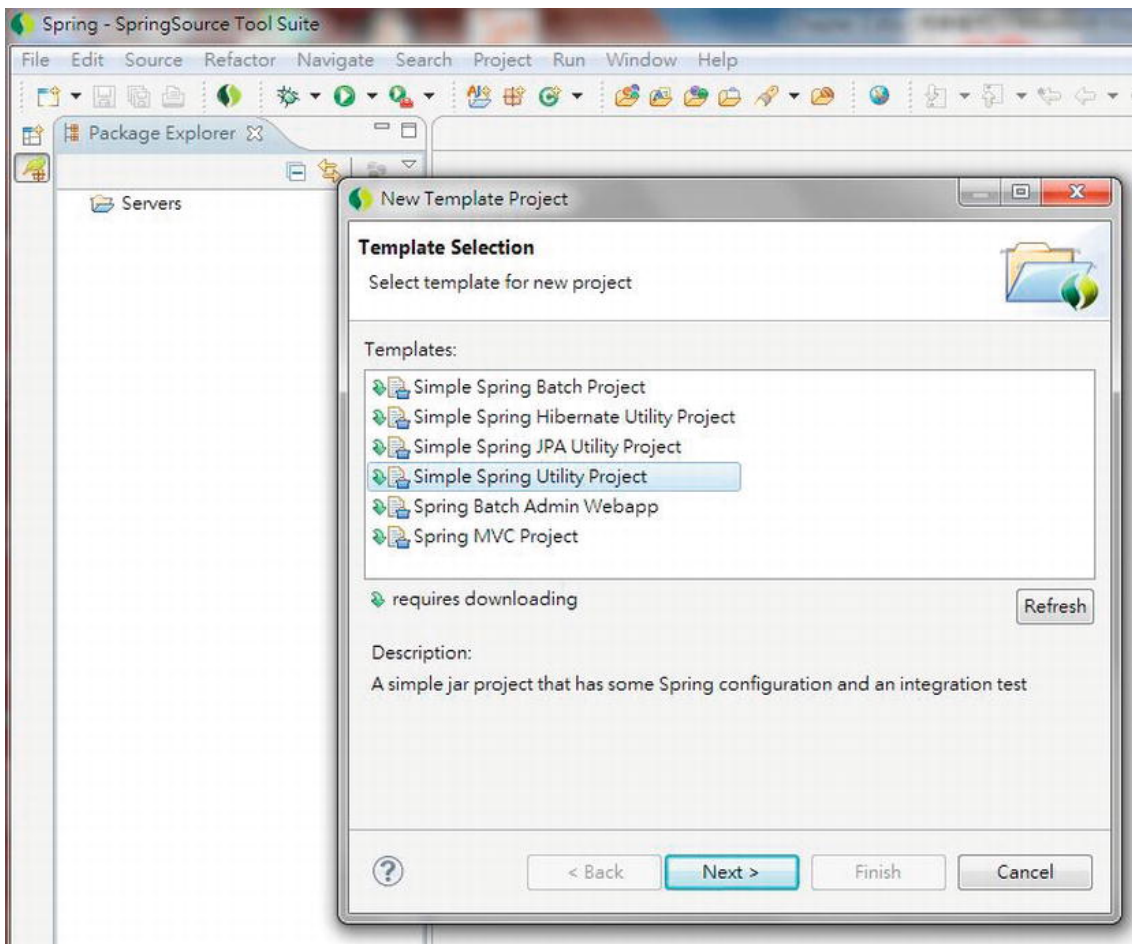 Spring - SpringSource Tool Suite
File Edit Source Refactor Navigate Search Project Run Window Help
Package Explorer
Servers
New Template Project
Template Selection
Select template for new project
Templates:
Simple Spring Batch Project
Simple Spring Hibernate Utility Project
Simple Spring JPA Utility Project
Simple Spring Utility Project
Spring Batch Admin Webapp
Spring MVC Project
requires downloading
Refresh
Description:
A simple jar project that has some Spring configuration and an integration test
< Back Next > Finish Cancel